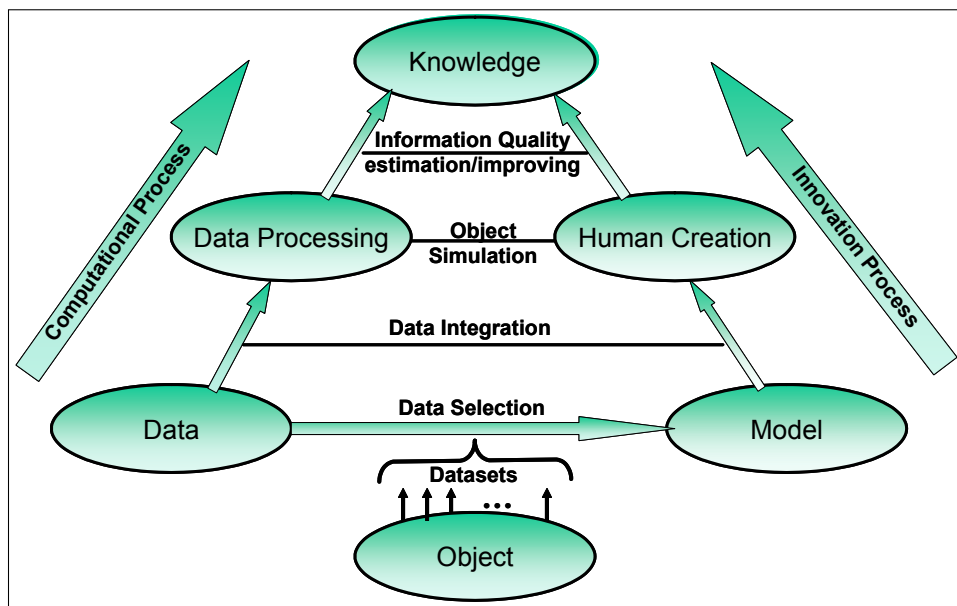 Knowledge
Information Quality
estimation/improving
Computational Process
Innovation Process
Data Processing
Object
Simulation
Human Creation
Data Integration
Data
Data Selection
Model
Datasets
...
Object